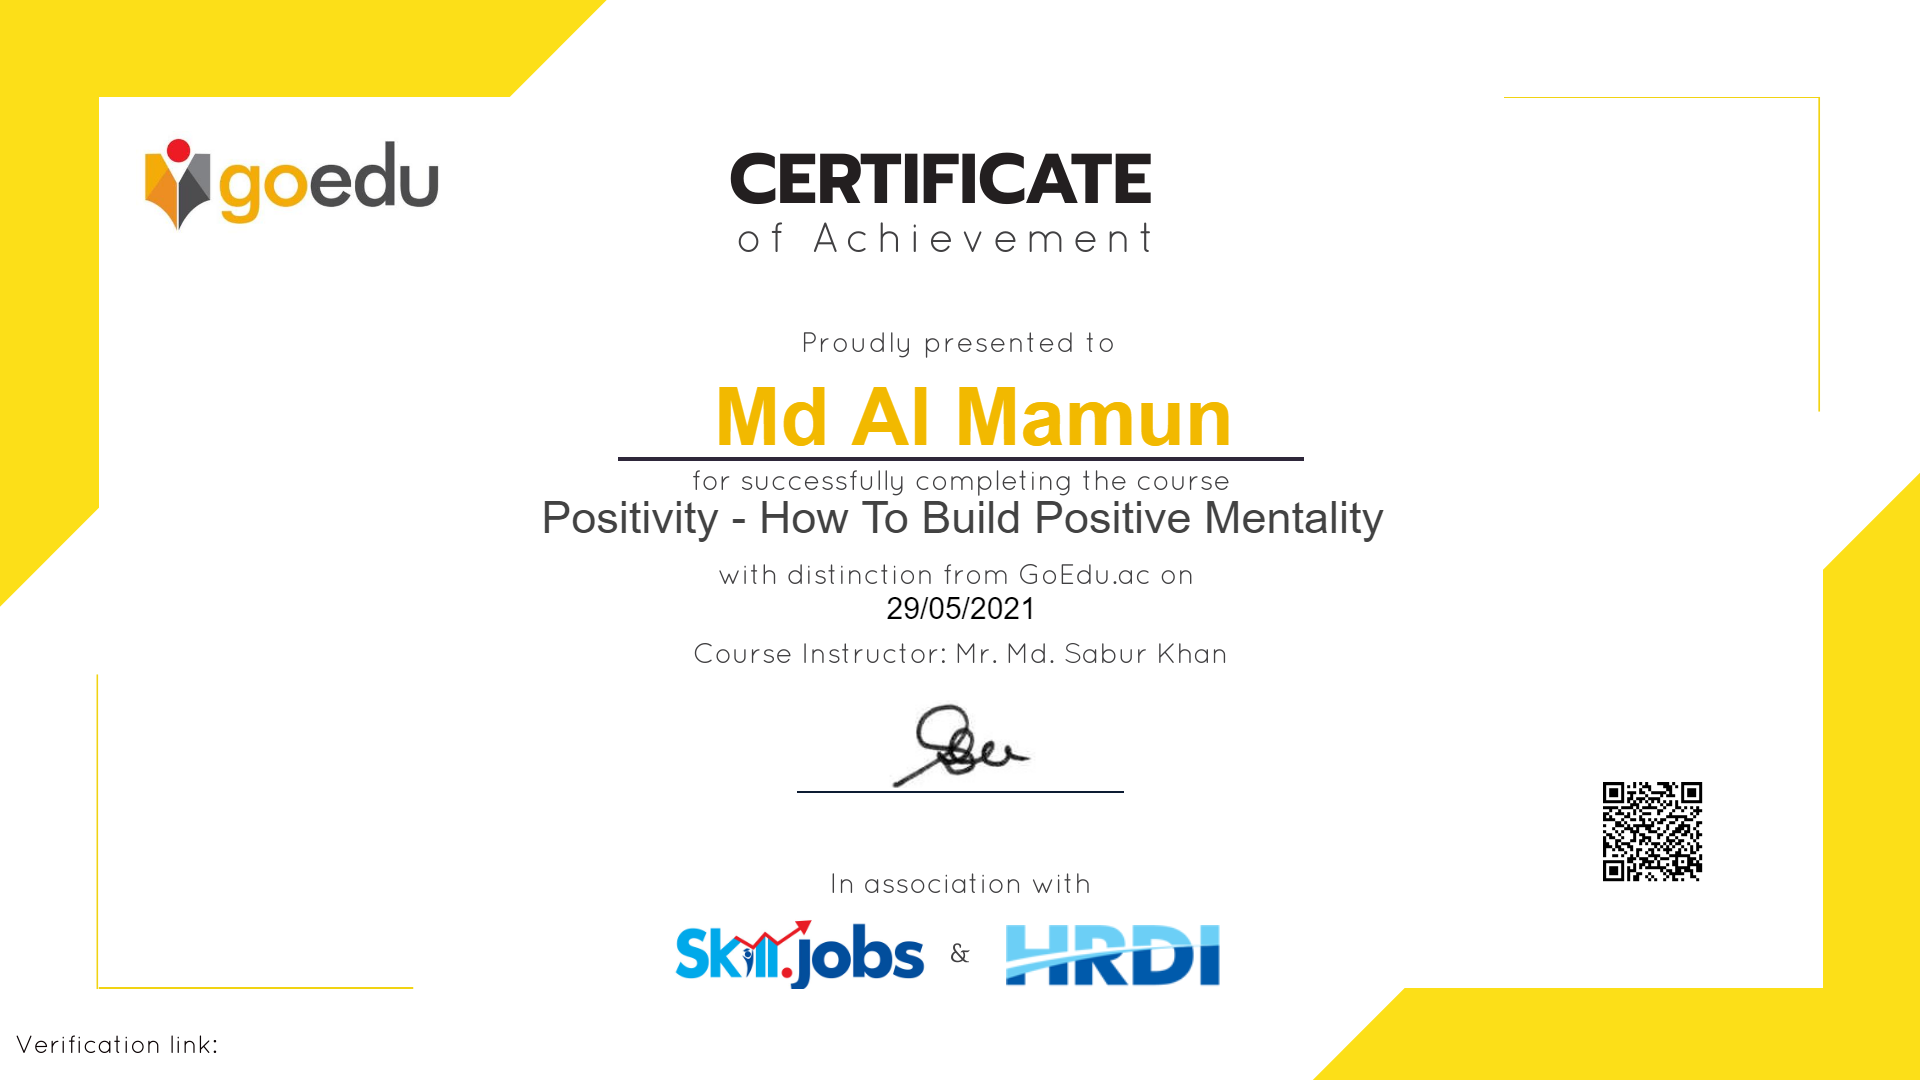 goedu
CERTIFICATE
of Achievement
Proudly presented to
Md Al Mamun
for successfully completing the course
Positivity - How To Build Positive Mentality
with distinction from GoEdu.ac on
29/05/2021
Course Instructor: Mr. Md. Sabur Khan
In association with
Skill.jobs & HRDI
Verification link: